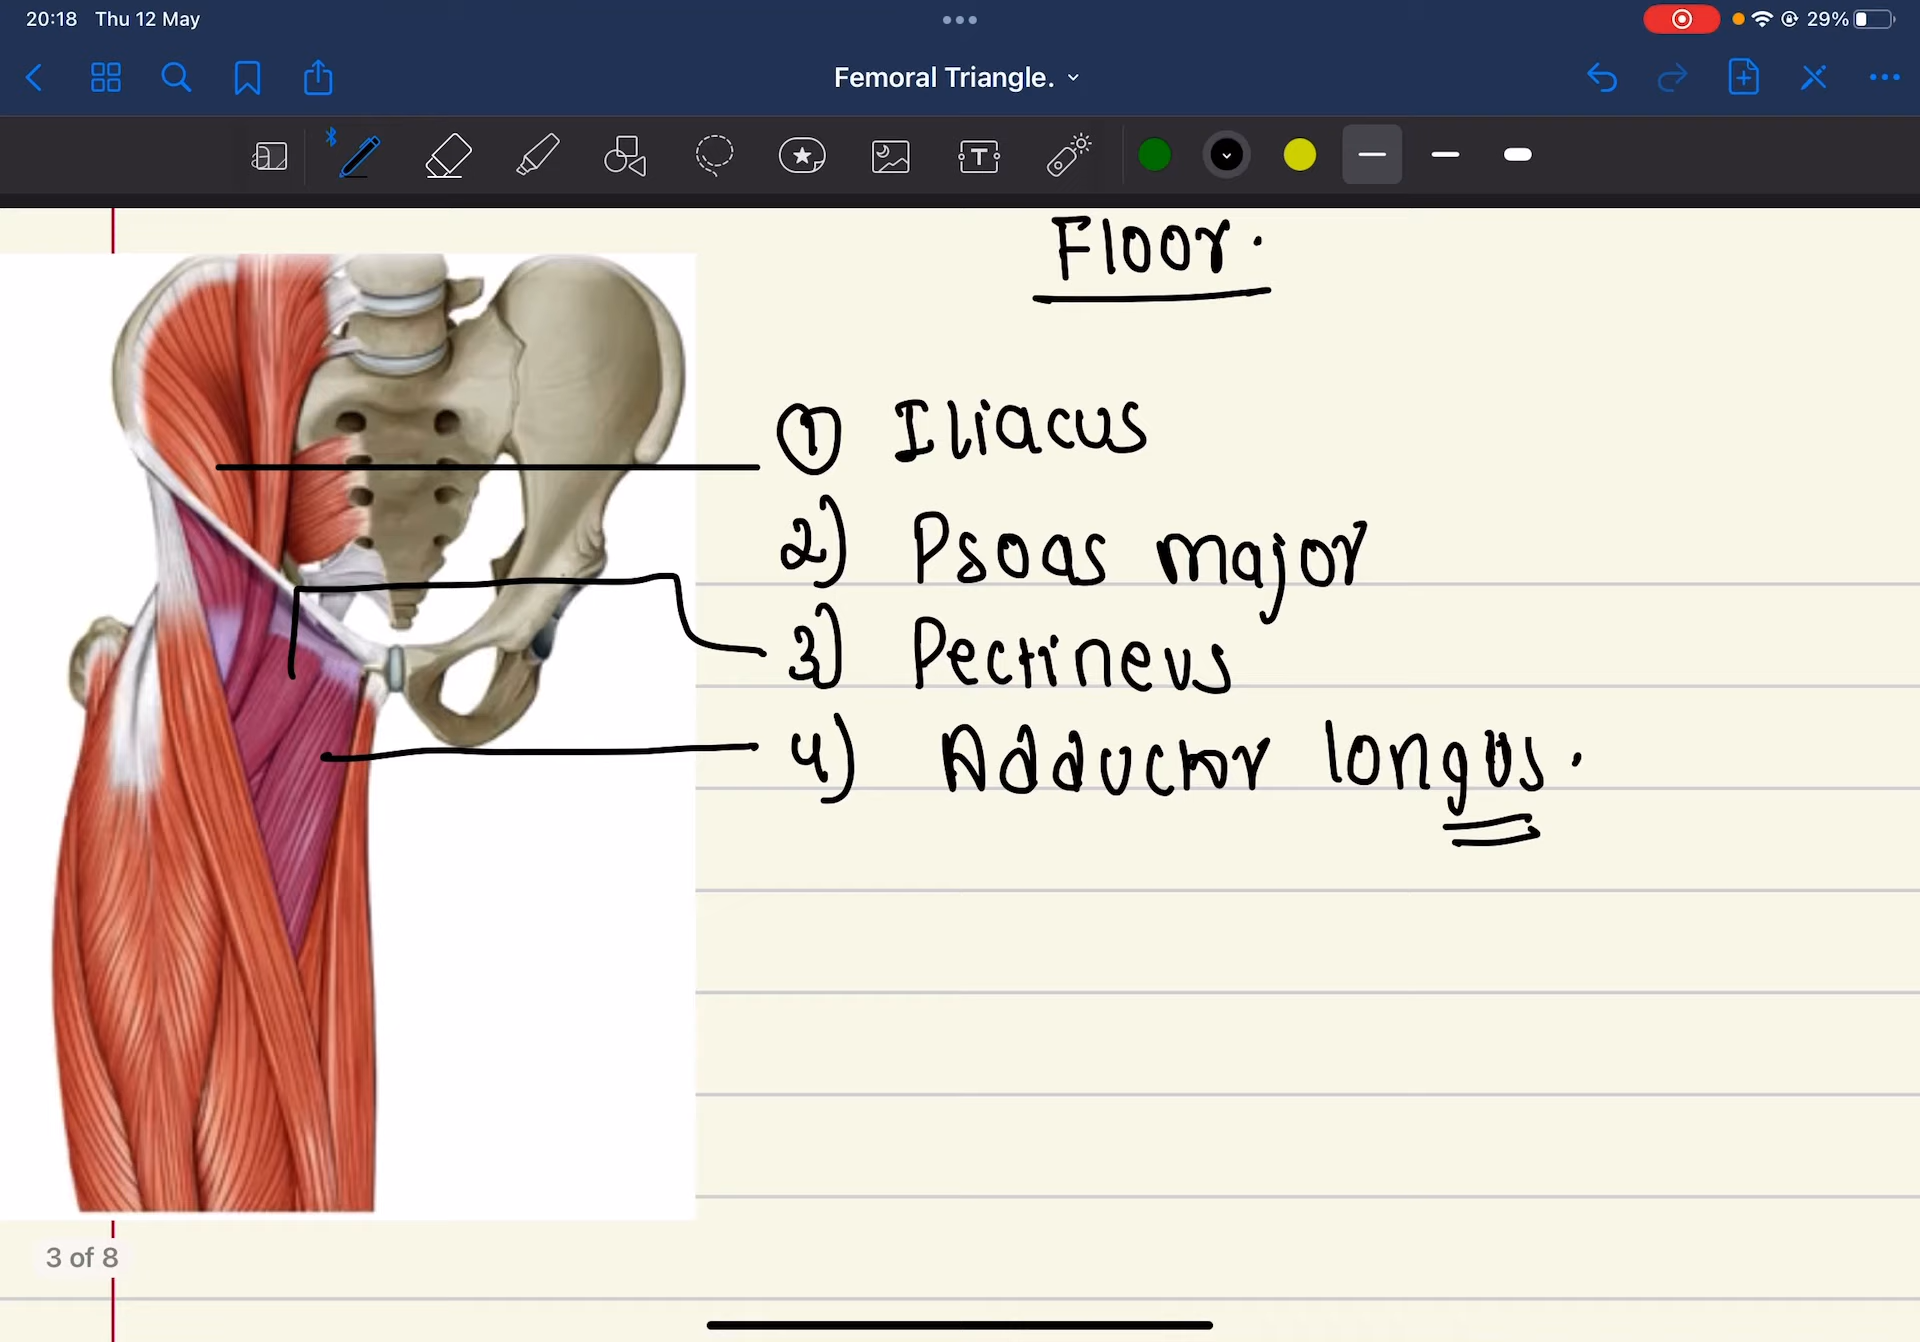 20:18 Thu 12 May
29%
Femoral Triangle.
T
Floor.
① Iliacus
2) Psoas major
3) Pectineus
4) Adductor longus.
3 of 8